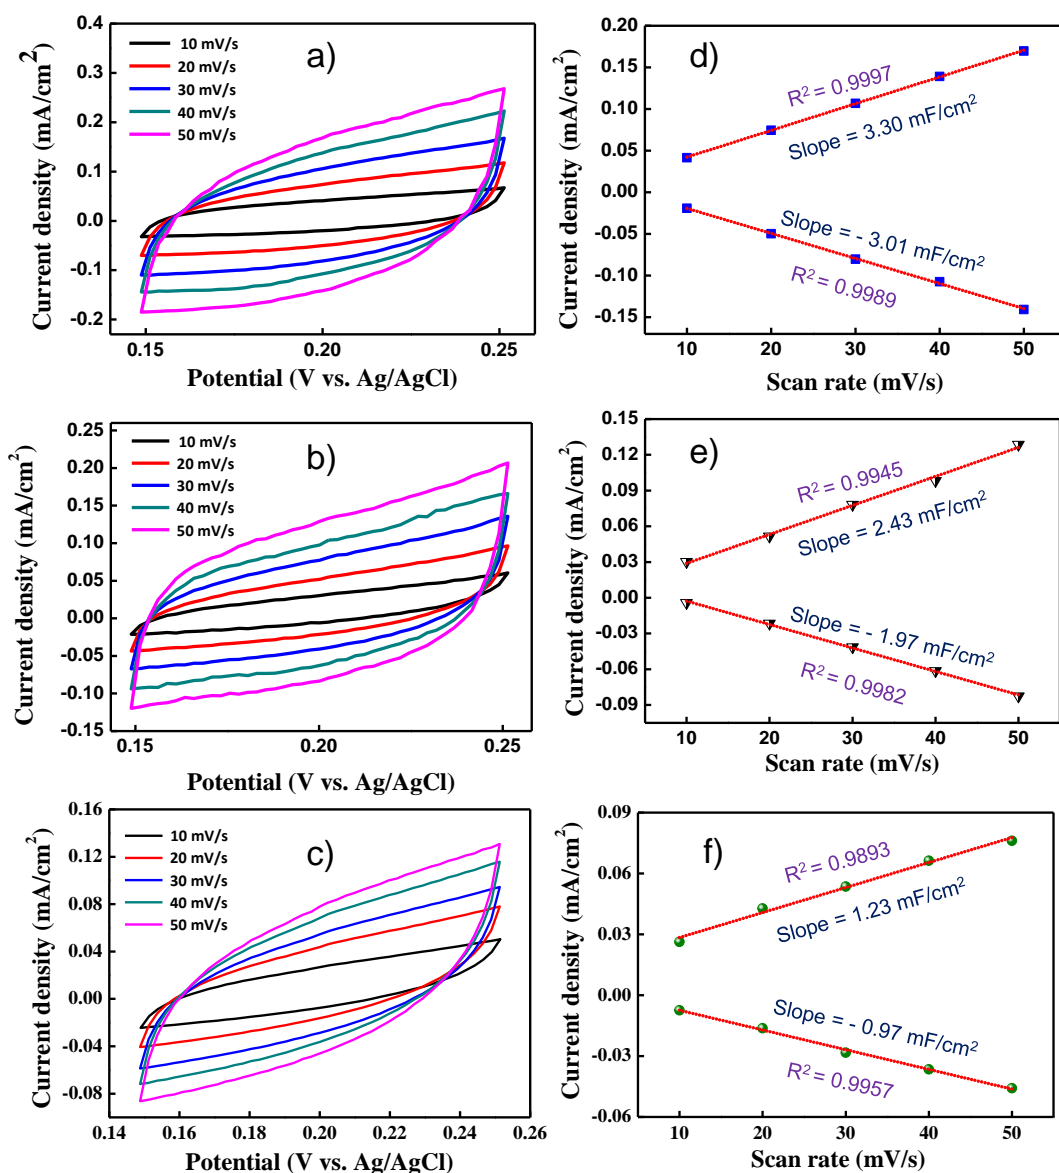 a)
10 mV/s
20 mV/s
30 mV/s
40 mV/s
50 mV/s
0.4
0.3
0.2
0.1
0.0
-0.1
-0.2
0.15
0.20
0.25
Current density (mA/cm²)
Potential (V vs. Ag/AgCl)
d)
0.20
0.15
0.10
0.05
0.00
-0.05
-0.10
-0.15
10
20
30
40
50
Current density (mA/cm²)
Scan rate (mV/s)
R² = 0.9997
Slope = 3.30 mF/cm²
Slope = - 3.01 mF/cm²
R² = 0.9989
b)
10 mV/s
20 mV/s
30 mV/s
40 mV/s
50 mV/s
0.25
0.20
0.15
0.10
0.05
0.00
-0.05
-0.10
-0.15
0.15
0.20
0.25
Current density (mA/cm²)
Potential (V vs. Ag/AgCl)
e)
0.15
0.12
0.09
0.06
0.03
0.00
-0.03
-0.06
-0.09
10
20
30
40
50
Current density (mA/cm²)
Scan rate (mV/s)
R² = 0.9945
Slope = 2.43 mF/cm²
Slope = - 1.97 mF/cm²
R² = 0.9982
c)
10 mV/s
20 mV/s
30 mV/s
40 mV/s
50 mV/s
0.16
0.12
0.08
0.04
0.00
-0.04
-0.08
0.14
0.16
0.18
0.20
0.22
0.24
0.26
Current density (mA/cm²)
Potential (V vs. Ag/AgCl)
f)
0.09
0.06
0.03
0.00
-0.03
-0.06
10
20
30
40
50
Current density (mA/cm²)
Scan rate (mV/s)
R² = 0.9893
Slope = 1.23 mF/cm²
Slope = - 0.97 mF/cm²
R² = 0.9957